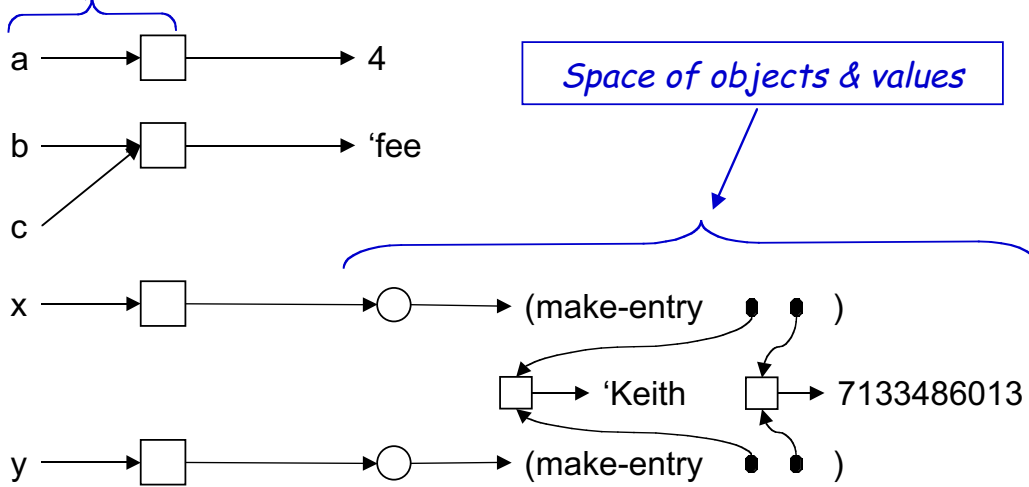 a 4
Space of objects & values
b ‘fee
c
x (make-entry )
‘Keith 7133486013
y (make-entry )